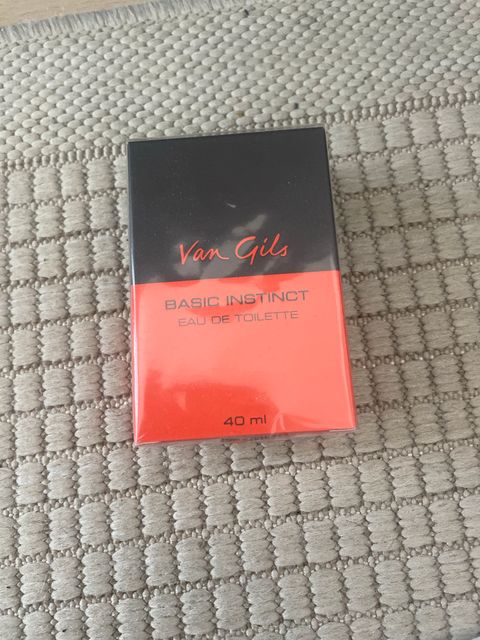 Van Gils
BASIC INSTINCT
EAU DE TOILETTE
40 ml